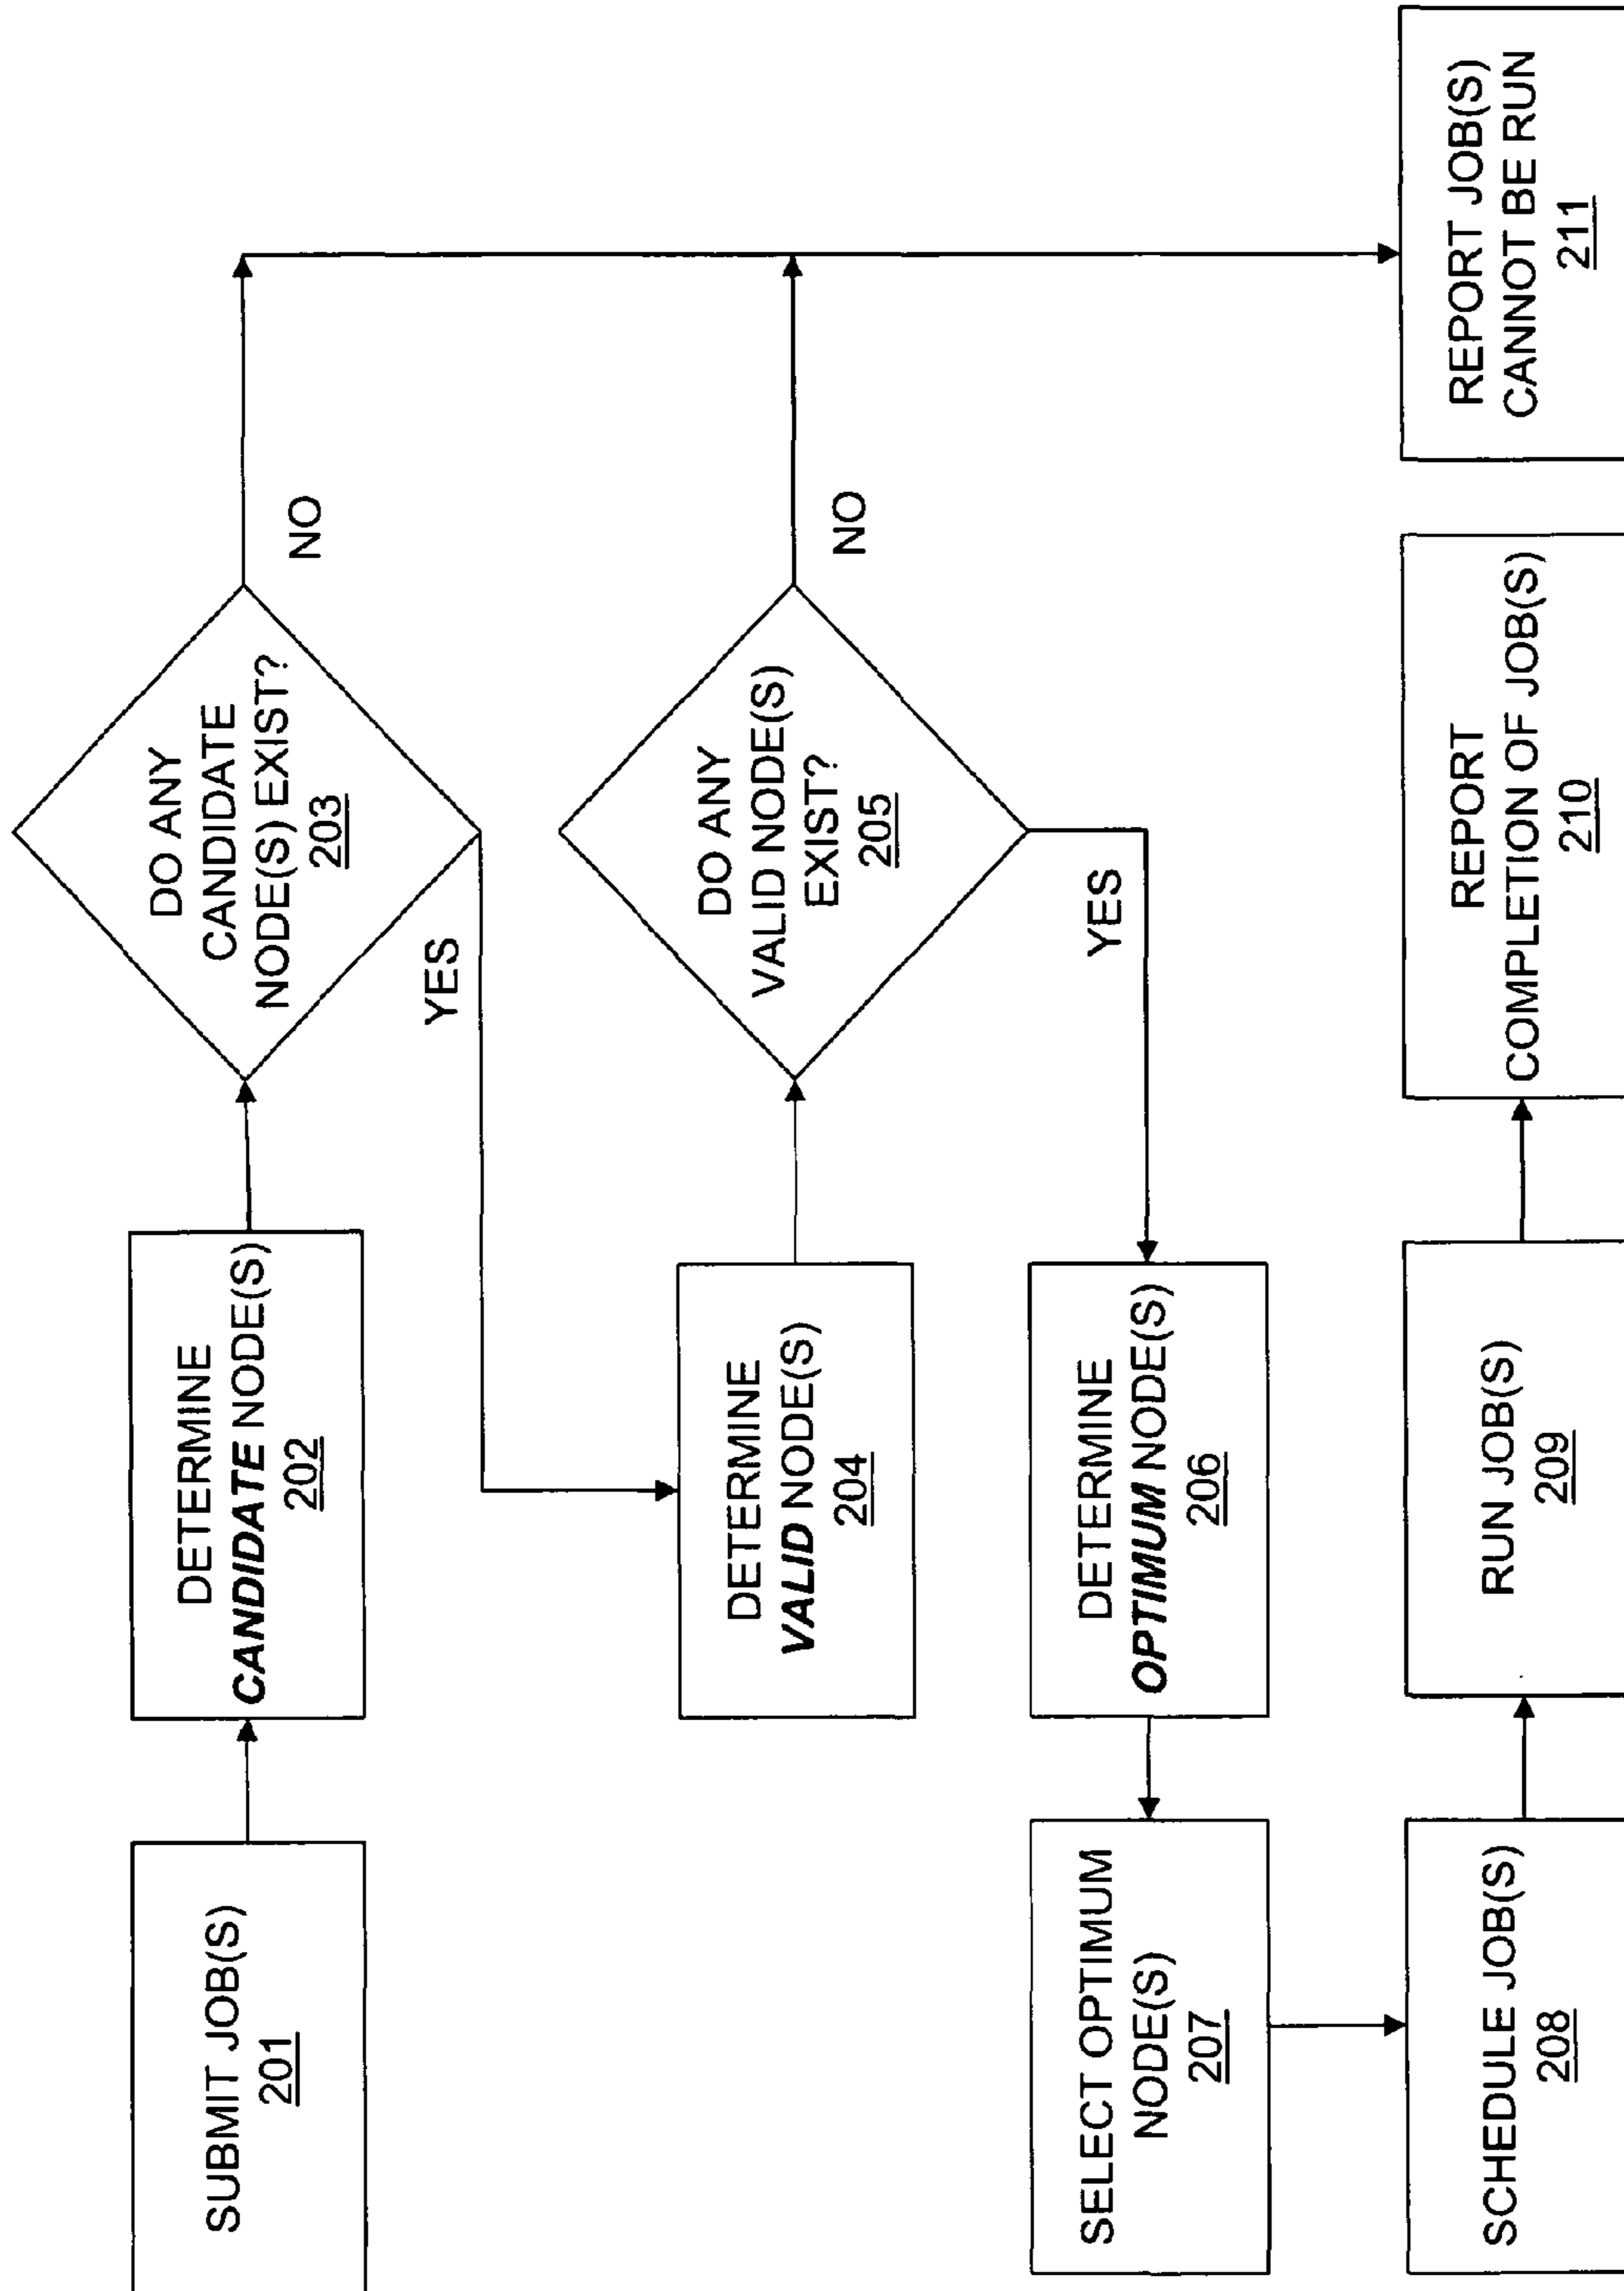 SUBMIT JOB(S)
201
DETERMINE
CANDIDATE NODE(S)
202
DO ANY
CANDIDATE
NODE(S) EXIST?
203
NO
YES
DETERMINE
VALID NODE(S)
204
DO ANY
VALID NODE(S)
EXIST?
205
NO
YES
DETERMINE
OPTIMUM NODE(S)
206
SELECT OPTIMUM
NODE(S)
207
SCHEDULE JOB(S)
208
RUN JOB(S)
209
REPORT
COMPLETION OF JOB(S)
210
REPORT JOB(S)
CANNOT BE RUN
211